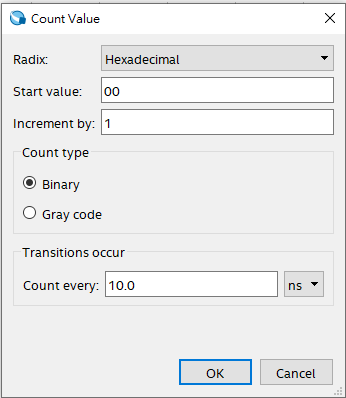 Count Value
Radix: Hexadecimal
Start value: 00
Increment by: 1
Count type
Binary
Gray code
Transitions occur
Count every: 10.0 ns
OK Cancel